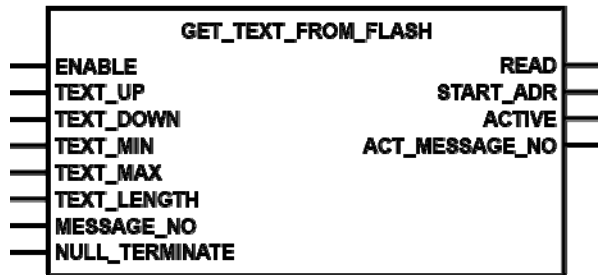 GET_TEXT_FROM_FLASH
ENABLE READ
TEXT_UP START_ADR
TEXT_DOWN ACTIVE
TEXT_MIN ACT_MESSAGE_NO
TEXT_MAX
TEXT_LENGTH
MESSAGE_NO
NULL_TERMINATE